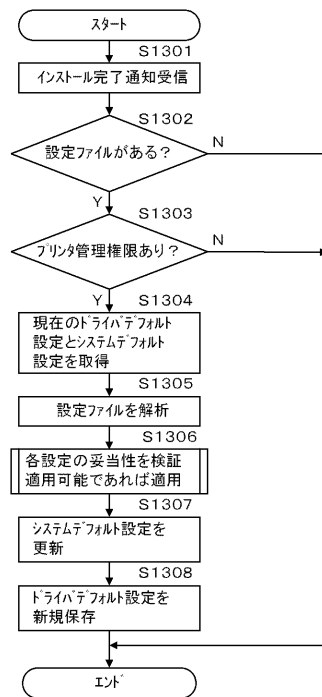 スタート
S1301
インストール完了通知受信
S1302
設定ファイルがある？
N
Y
S1303
プリンタ管理権限あり？
N
Y
S1304
現在のドライバデフォルト
設定とシステムデフォルト
設定を取得
S1305
設定ファイルを解析
S1306
各設定の妥当性を検証
適用可能であれば適用
S1307
システムデフォルト設定を
更新
S1308
ドライバデフォルト設定を
新規保存
エンド